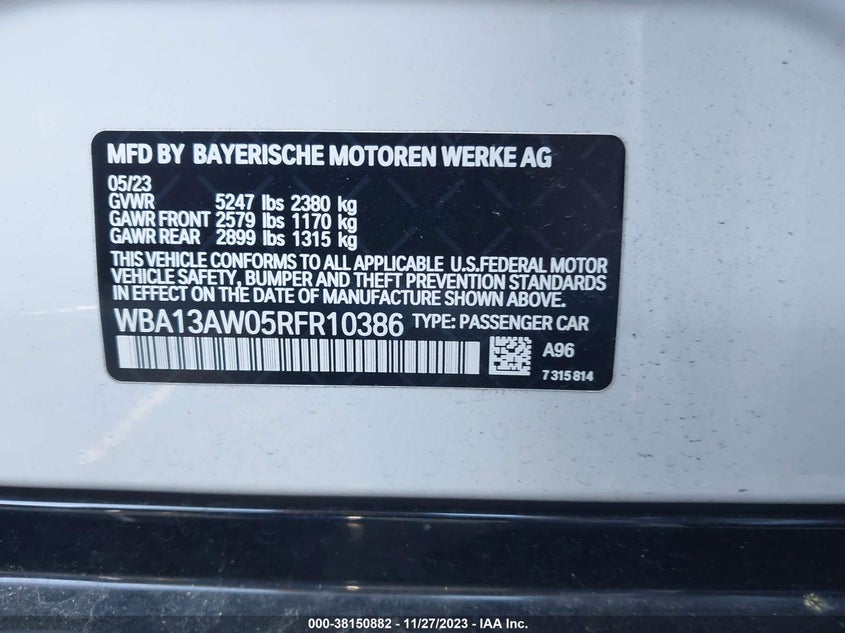 MFD BY BAYERISCHE MOTOREN WERKE AG
05/23
GVWR 5247 lbs 2380 kg
GAWR FRONT 2579 lbs 1170 kg
GAWR REAR 2899 lbs 1315 kg
THIS VEHICLE CONFORMS TO ALL APPLICABLE U.S.FEDERAL MOTOR
VEHICLE SAFETY, BUMPER AND THEFT PREVENTION STANDARDS
IN EFFECT ON THE DATE OF MANUFACTURE SHOWN ABOVE.
WBA13AW05RFR10386 TYPE: PASSENGER CAR
A96
7315814
000-38150882 - 11/27/2023 - IAA Inc.